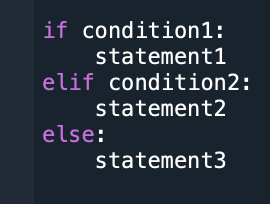 if condition1:
    statement1
elif condition2:
    statement2
else:
    statement3